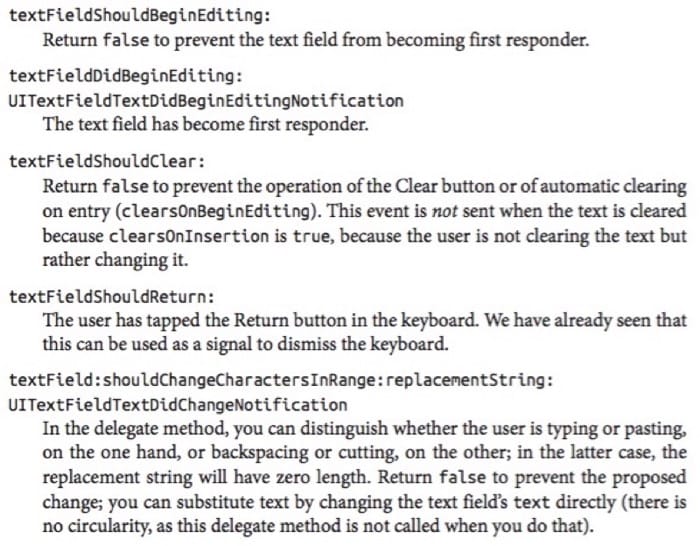 textFieldShouldBeginEditing:
Return false to prevent the text field from becoming first responder.
textFieldDidBeginEditing:
UITextFieldTextDidBeginEditingNotification
The text field has become first responder.
textFieldShouldClear:
Return false to prevent the operation of the Clear button or of automatic clearing
on entry (clearsOnBeginEditing). This event is not sent when the text is cleared
because clearsOnInsertion is true, because the user is not clearing the text but
rather changing it.
textFieldShouldReturn:
The user has tapped the Return button in the keyboard. We have already seen that
this can be used as a signal to dismiss the keyboard.
textField:shouldChangeCharactersInRange:replacementString:
UITextFieldTextDidChangeNotification
In the delegate method, you can distinguish whether the user is typing or pasting,
on the one hand, or backspacing or cutting, on the other; in the latter case, the
replacement string will have zero length. Return false to prevent the proposed
change; you can substitute text by changing the text field’s text directly (there is
no circularity, as this delegate method is not called when you do that).